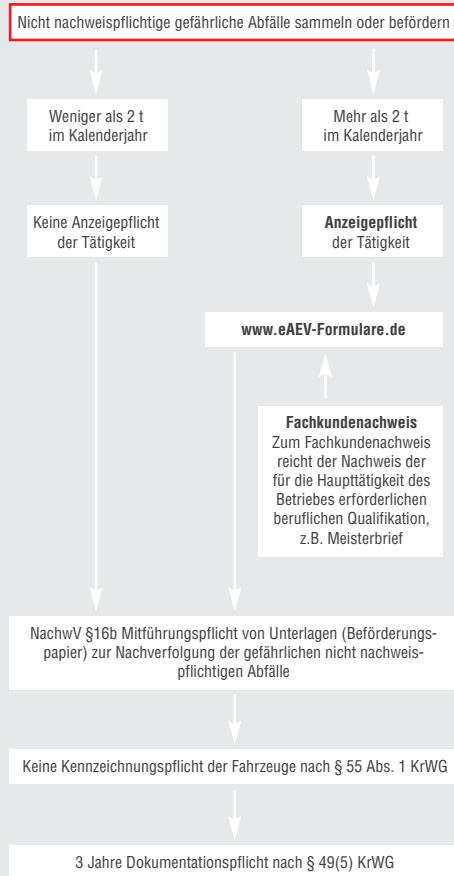 Nicht nachweispflichtige gefährliche Abfälle sammeln oder befördern
Weniger als 2 t
im Kalenderjahr
Mehr als 2 t
im Kalenderjahr
Keine Anzeigepflicht
der Tätigkeit
Anzeigepflicht
der Tätigkeit
www.eAEV-Formulare.de
Fachkundenachweis
Zum Fachkundenachweis
reicht der Nachweis der
für die Haupttätigkeit des
Betriebes erforderlichen
beruflichen Qualifikation,
z.B. Meisterbrief
NachwV §16b Mitführungspflicht von Unterlagen (Beförderungs-
papier) zur Nachverfolgung der gefährlichen nicht nachweis-
pflichtigen Abfälle
Keine Kennzeichnungspflicht der Fahrzeuge nach § 55 Abs. 1 KrWG
3 Jahre Dokumentationspflicht nach § 49(5) KrWG